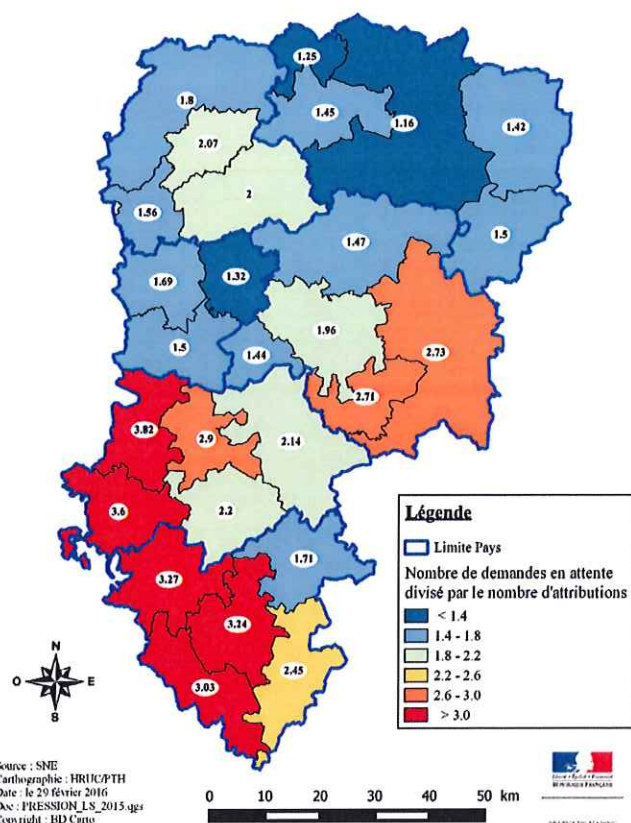 1.25
1.8
1.45
1.16
1.42
2.07
2
1.56
1.47
1.5
1.69
1.32
1.96
1.5
1.44
2.73
2.71
3.82
2.9
2.14
3.6
2.2
1.71
3.27
3.24
2.45
3.03
Légende
Limite Pays
Nombre de demandes en attente
divisé par le nombre d'attributions
< 1.4
1.4 - 1.8
1.8 - 2.2
2.2 - 2.6
2.6 - 3.0
> 3.0
N
O E
S
Source : SNE
Carthographie : HRUC/PTH
Date : le 29 février 2016
Doc : PRESSION_LS_2015.qgs
Copyright : BD Carto
0 10 20 30 40 50 km
RÉPUBLIQUE FRANÇAISE